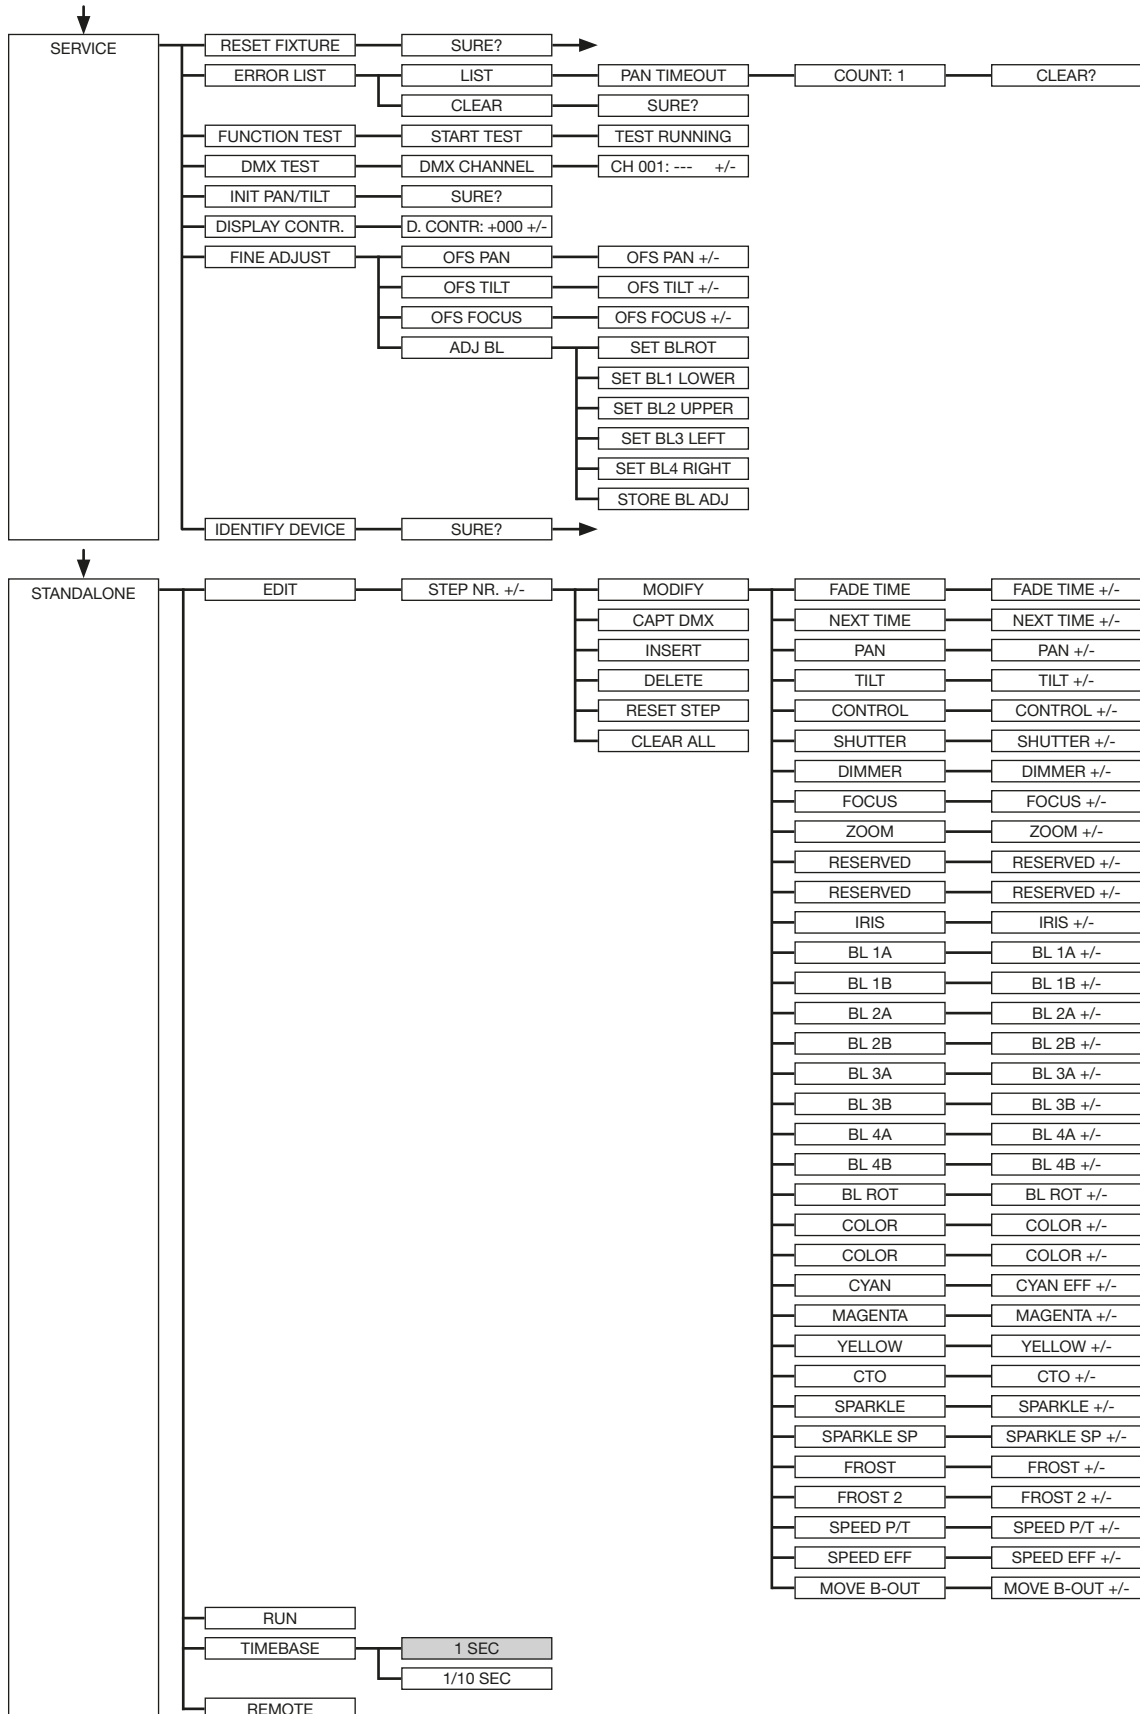 SERVICE RESET FIXTURE SURE?
ERROR LIST LIST PAN TIMEOUT COUNT: 1 CLEAR?
CLEAR SURE?
FUNCTION TEST START TEST TEST RUNNING
DMX TEST DMX CHANNEL CH 001: --- +/-
INIT PAN/TILT SURE?
DISPLAY CONTR. D. CONTR: +000 +/-
FINE ADJUST OFS PAN OFS PAN +/-
OFS TILT OFS TILT +/-
OFS FOCUS OFS FOCUS +/-
ADJ BL SET BLROT
SET BL1 LOWER
SET BL2 UPPER
SET BL3 LEFT
SET BL4 RIGHT
STORE BL ADJ
IDENTIFY DEVICE SURE?
STANDALONE EDIT STEP NR. +/- MODIFY FADE TIME FADE TIME +/-
CAPT DMX NEXT TIME NEXT TIME +/-
INSERT PAN PAN +/-
DELETE TILT TILT +/-
RESET STEP CONTROL CONTROL +/-
CLEAR ALL SHUTTER SHUTTER +/-
DIMMER DIMMER +/-
FOCUS FOCUS +/-
ZOOM ZOOM +/-
RESERVED RESERVED +/-
RESERVED RESERVED +/-
IRIS IRIS +/-
BL 1A BL 1A +/-
BL 1B BL 1B +/-
BL 2A BL 2A +/-
BL 2B BL 2B +/-
BL 3A BL 3A +/-
BL 3B BL 3B +/-
BL 4A BL 4A +/-
BL 4B BL 4B +/-
BL ROT BL ROT +/-
COLOR COLOR +/-
COLOR COLOR +/-
CYAN CYAN EFF +/-
MAGENTA MAGENTA +/-
YELLOW YELLOW +/-
CTO CTO +/-
SPARKLE SPARKLE +/-
SPARKLE SP SPARKLE SP +/-
FROST FROST +/-
FROST 2 FROST 2 +/-
SPEED P/T SPEED P/T +/-
SPEED EFF SPEED EFF +/-
MOVE B-OUT MOVE B-OUT +/-
RUN
TIMEBASE 1 SEC
1/10 SEC
REMOTE